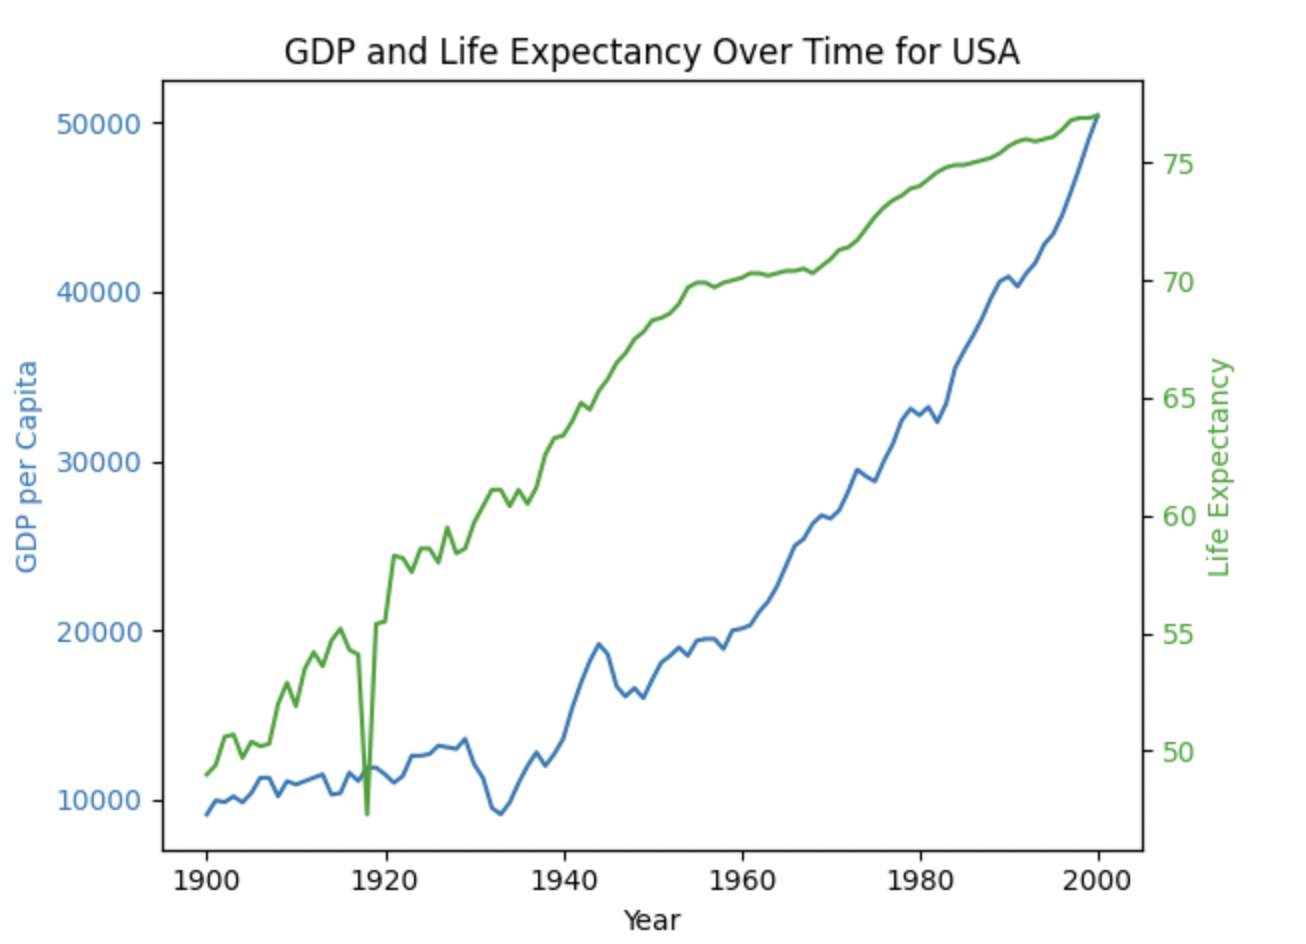 GDP and Life Expectancy Over Time for USA
50000
40000
30000
20000
10000
GDP per Capita
75
70
65
60
55
50
Life Expectancy
1900 1920 1940 1960 1980 2000
Year